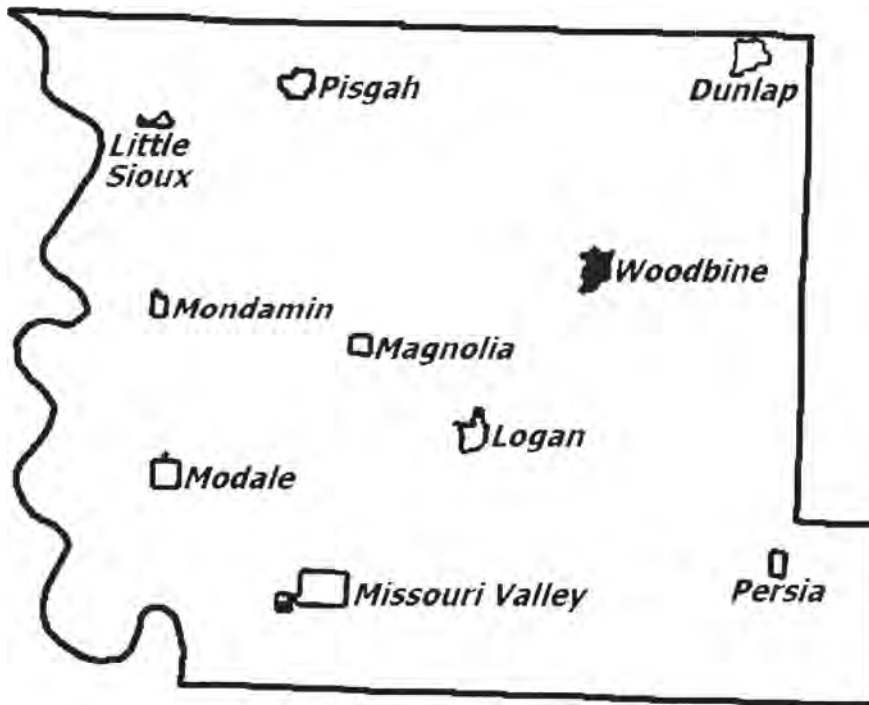 Pisgah
Dunlap
Little
Sioux
Woodbine
Mondamin
Magnolia
Logan
Modale
Missouri Valley
Persia